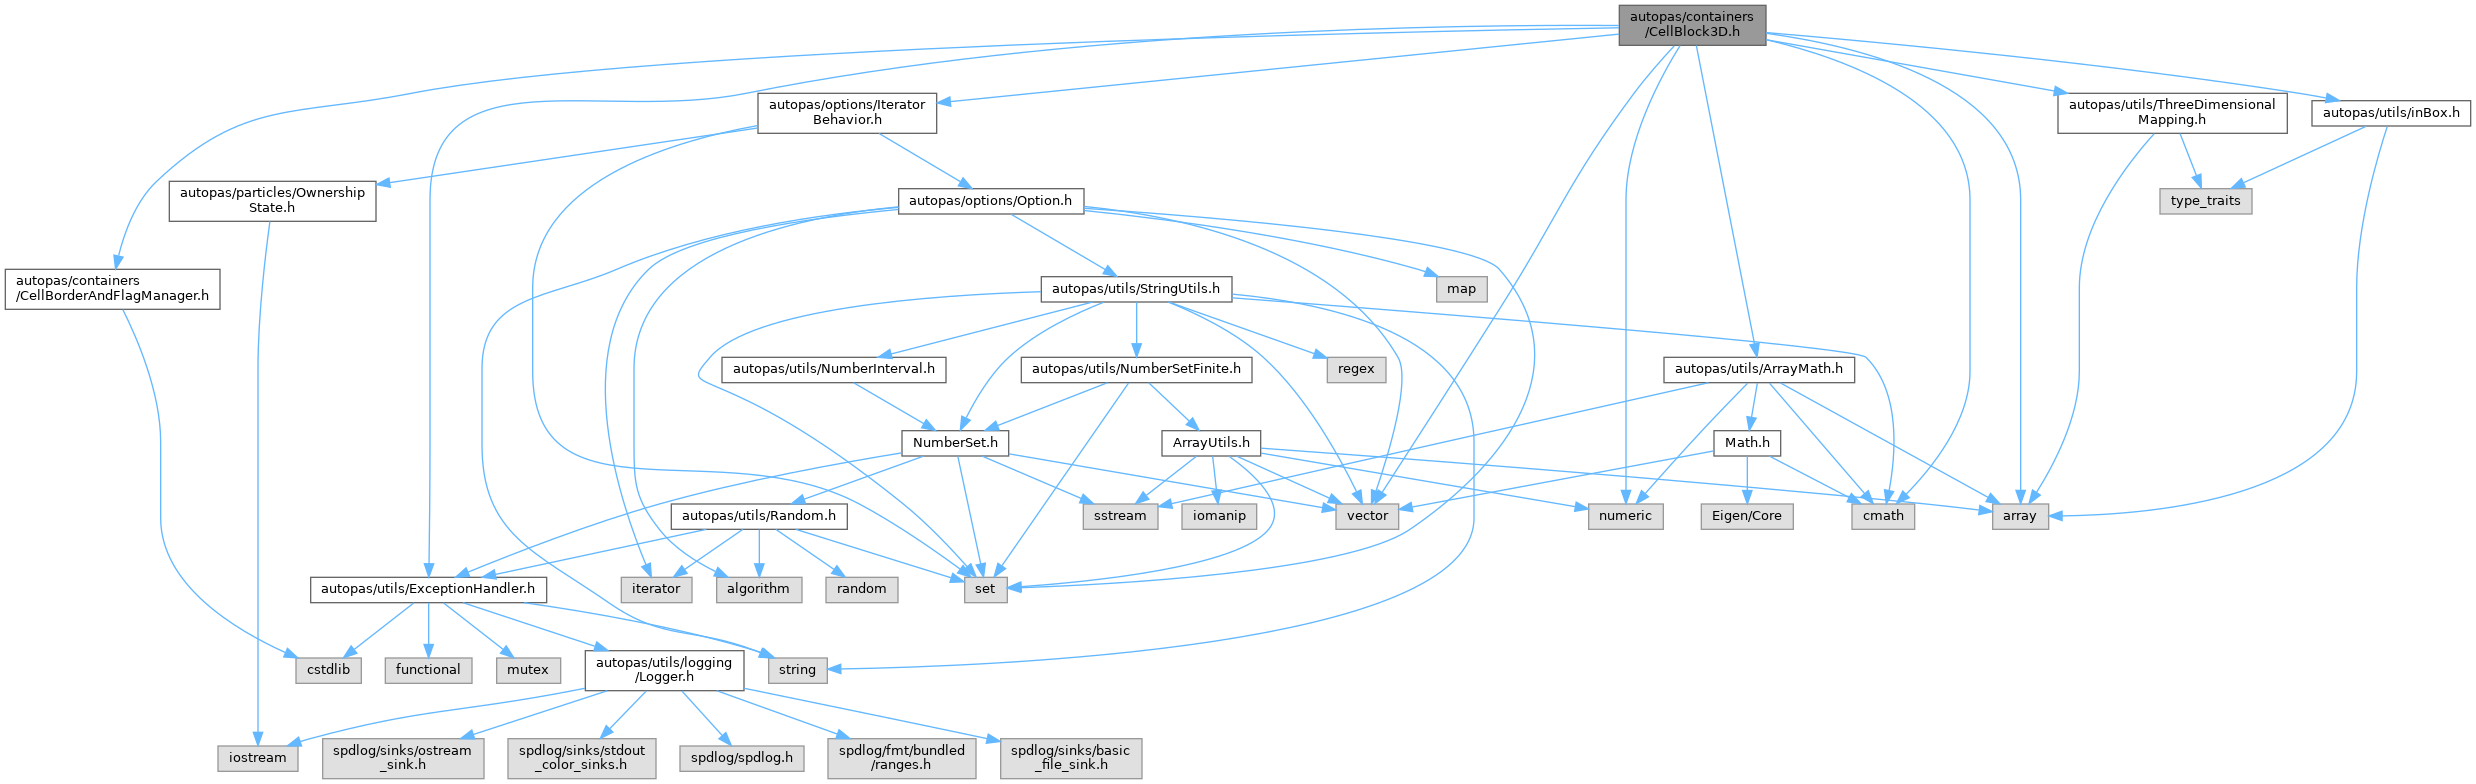 autopas/containers
/CellBlock3D.h
autopas/options/Iterator
Behavior.h
autopas/utils/ThreeDimensional
Mapping.h
autopas/utils/inBox.h
autopas/particles/Ownership
State.h
autopas/options/Option.h
type_traits
autopas/containers
/CellBorderAndFlagManager.h
autopas/utils/StringUtils.h
map
autopas/utils/NumberInterval.h
autopas/utils/NumberSetFinite.h
regex
autopas/utils/ArrayMath.h
NumberSet.h
ArrayUtils.h
Math.h
autopas/utils/Random.h
sstream
iomanip
vector
numeric
Eigen/Core
cmath
array
autopas/utils/ExceptionHandler.h
iterator
algorithm
random
set
cstdlib
functional
mutex
autopas/utils/logging
/Logger.h
string
iostream
spdlog/sinks/ostream
_sink.h
spdlog/sinks/stdout
_color_sinks.h
spdlog/spdlog.h
spdlog/fmt/bundled
/ranges.h
spdlog/sinks/basic
_file_sink.h